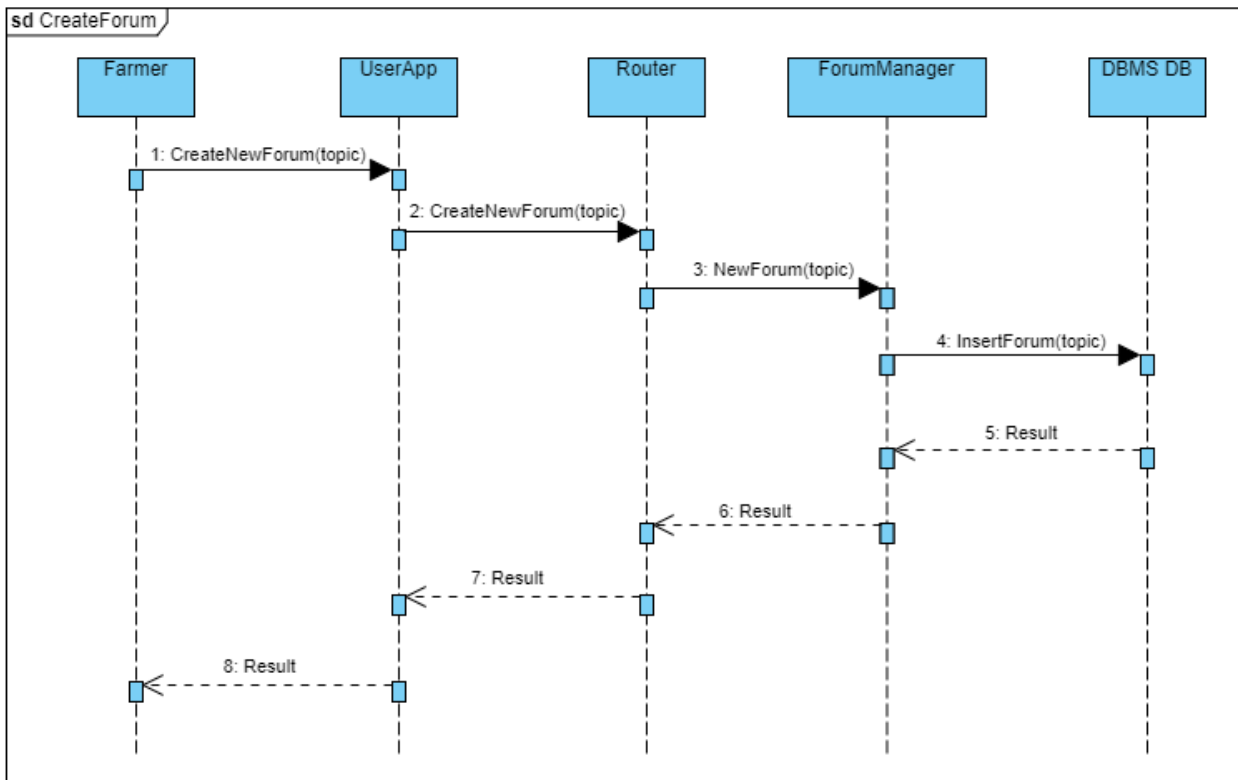 sd CreateForum
Farmer
UserApp
Router
ForumManager
DBMS DB
1: CreateNewForum(topic)
2: CreateNewForum(topic)
3: NewForum(topic)
4: InsertForum(topic)
5: Result
6: Result
7: Result
8: Result